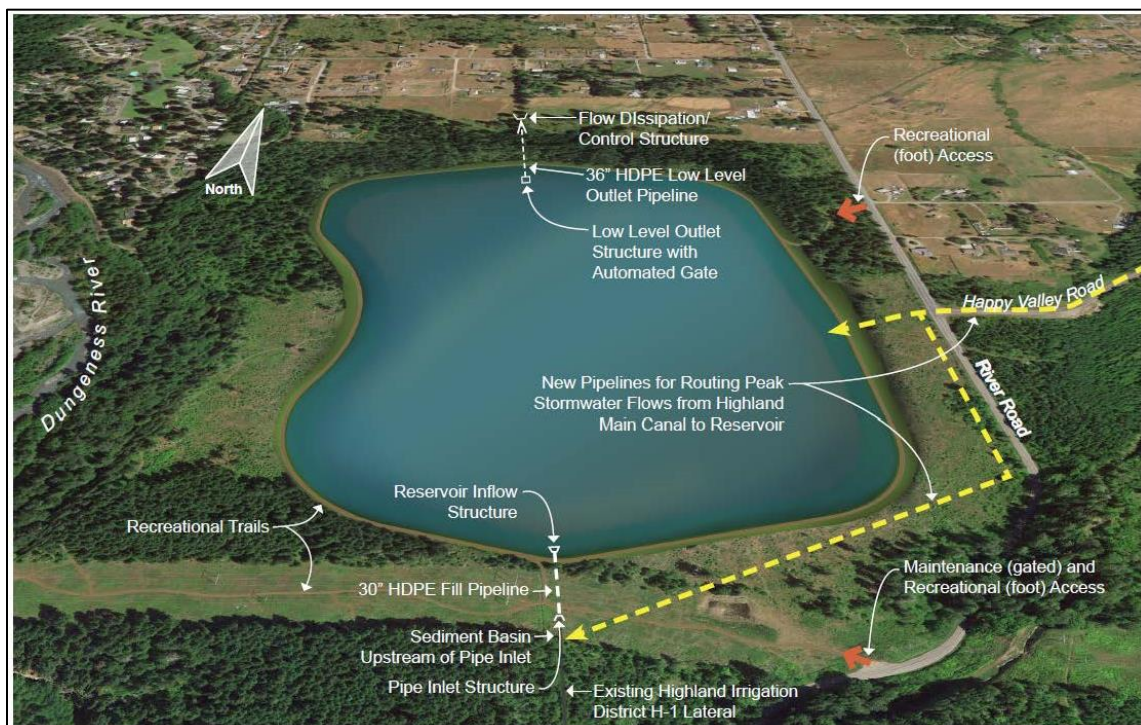 Flow DIssipation/
Control Structure
Recreational
(foot) Access
North
36" HDPE Low Level
Outlet Pipeline
Low Level Outlet
Structure with
Automated Gate
Happy Valley Road
Dungeness River
New Pipelines for Routing Peak
Stormwater Flows from Highland
Main Canal to Reservoir
River Road
Reservoir Inflow
Structure
Recreational Trails
30" HDPE Fill Pipeline
Maintenance (gated) and
Recreational (foot) Access
Sediment Basin
Upstream of Pipe Inlet
Pipe Inlet Structure
Existing Highland Irrigation
District H-1 Lateral